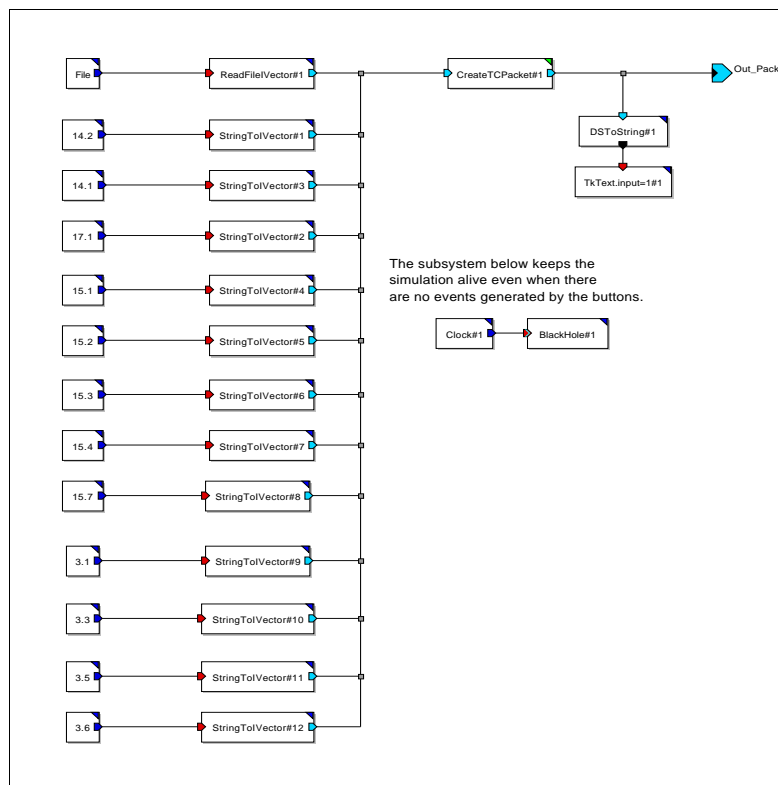 File
ReadFileIVector#1
CreateTCPacket#1
Out_Pack
14.2
StringToIVector#1
DSToString#1
14.1
StringToIVector#3
TkText.input=1#1
17.1
StringToIVector#2
The subsystem below keeps the
simulation alive even when there
are no events generated by the buttons.
15.1
StringToIVector#4
Clock#1
BlackHole#1
15.2
StringToIVector#5
15.3
StringToIVector#6
15.4
StringToIVector#7
15.7
StringToIVector#8
3.1
StringToIVector#9
3.3
StringToIVector#10
3.5
StringToIVector#11
3.6
StringToIVector#12